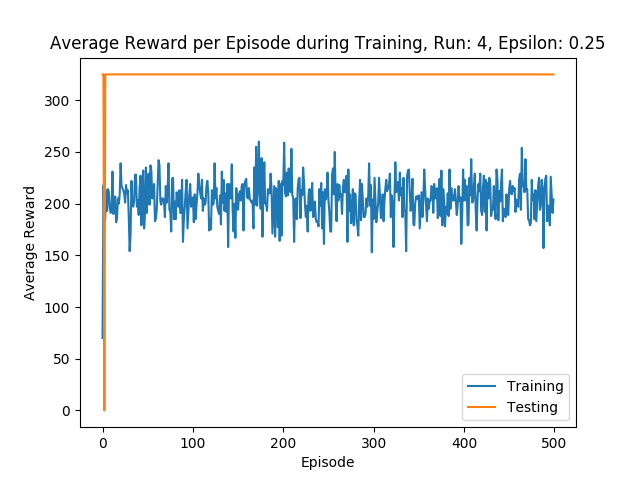 Average Reward per Episode during Training, Run: 4, Epsilon: 0.25
Average Reward
300
250
200
150
100
50
0
0 100 200 300 400 500
Episode
Training
Testing